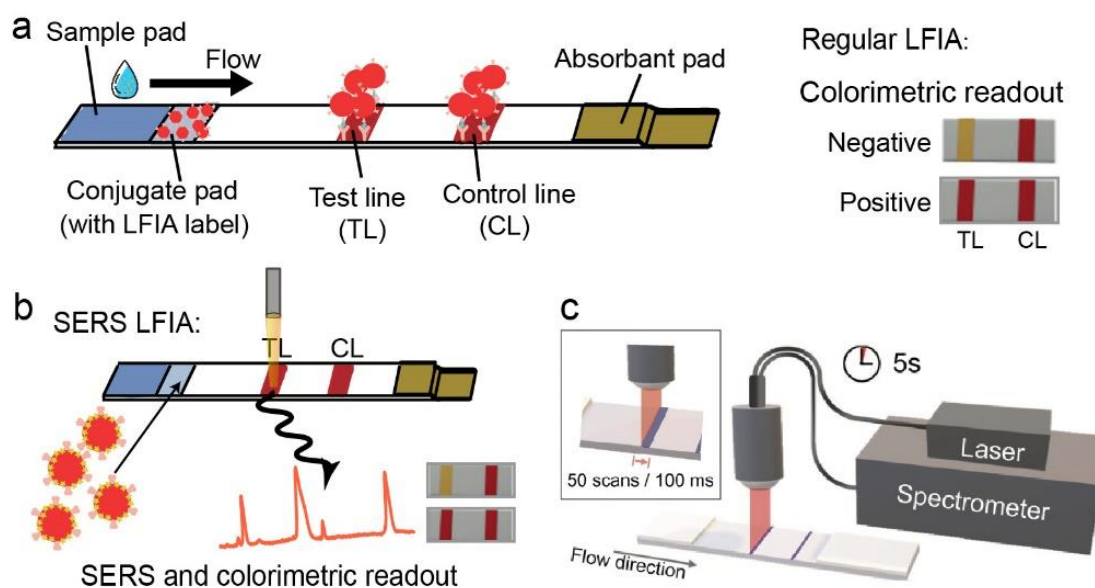 a
Sample pad
Flow
Absorbant pad
Conjugate pad
(with LFIA label)
Test line
(TL)
Control line
(CL)
Regular LFIA:
Colorimetric readout
Negative
Positive
TL CL
b
SERS LFIA:
TL
CL
SERS and colorimetric readout
c
50 scans / 100 ms
5s
Laser
Spectrometer
Flow direction